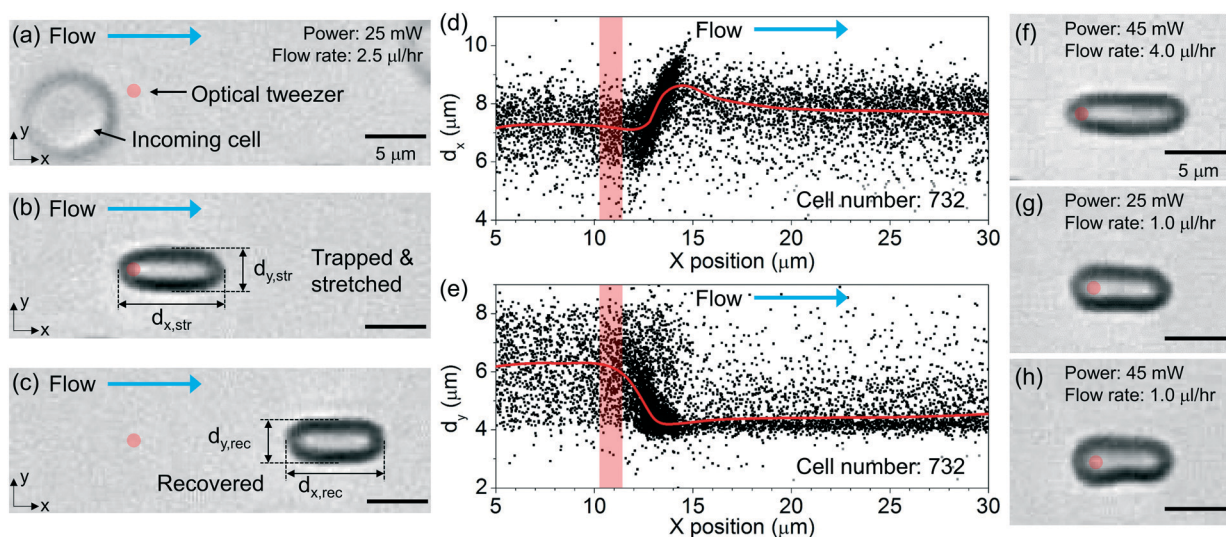 (a) Flow
Power: 25 mW
Flow rate: 2.5 μl/hr
Optical tweezer
Incoming cell
y
x
5 μm
(b) Flow
d_y,str
Trapped &
stretched
d_x,str
y
x
(c) Flow
d_y,rec
Recovered
d_x,rec
y
x
(d)
Flow
10
8
6
4
d_x (μm)
Cell number: 732
5 10 15 20 25 30
X position (μm)
(e)
Flow
8
6
4
2
d_y (μm)
Cell number: 732
5 10 15 20 25 30
X position (μm)
(f) Power: 45 mW
Flow rate: 4.0 μl/hr
5 μm
(g) Power: 25 mW
Flow rate: 1.0 μl/hr
(h) Power: 45 mW
Flow rate: 1.0 μl/hr